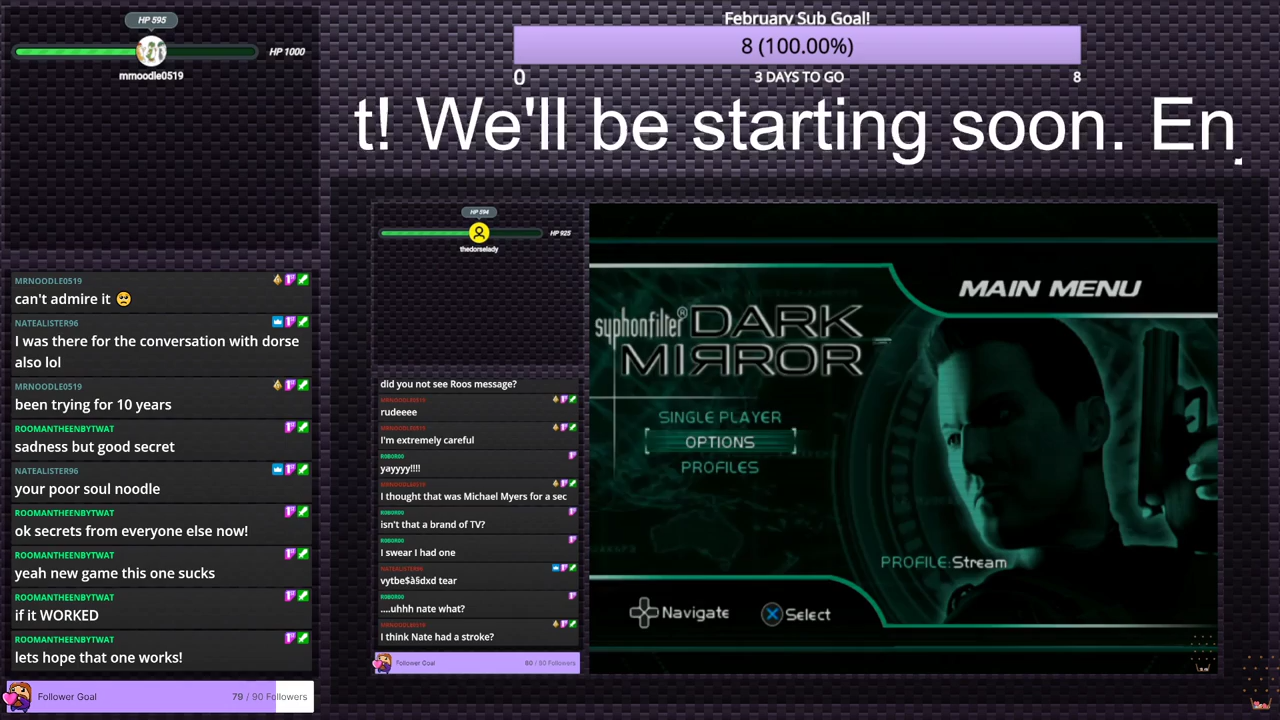 HP 595
HP 1000
mrnoodle0519
February Sub Goal!
8 (100.00%)
0
3 DAYS TO GO
8
t! We'll be starting soon. En
MRNOODLE0519
can't admire it 🥺
NATEALISTER96
I was there for the conversation with dorse
also lol
MRNOODLE0519
been trying for 10 years
ROOMANTHEENBYTWAT
sadness but good secret
NATEALISTER96
your poor soul noodle
ROOMANTHEENBYTWAT
ok secrets from everyone else now!
ROOMANTHEENBYTWAT
yeah new game this one sucks
ROOMANTHEENBYTWAT
if it WORKED
ROOMANTHEENBYTWAT
lets hope that one works!
Follower Goal
79 / 90 Followers
HP 594
HP 925
thedorselady
did you not see Roos message?
MRNOODLE0519
rudeeee
MRNOODLE0519
I'm extremely careful
yayyyy!!!!
MRNOODLE0519
I thought that was Michael Myers for a sec
isn't that a brand of TV?
I swear I had one
NATEALISTER96
vytbe$à§dxd tear
....uhhh nate what?
MRNOODLE0519
I think Nate had a stroke?
Follower Goal
80 / 90 Followers
MAIN MENU
syphonfilter® DARK
MIRROR
SINGLE PLAYER
OPTIONS
PROFILES
PROFILE:Stream
Navigate
Select